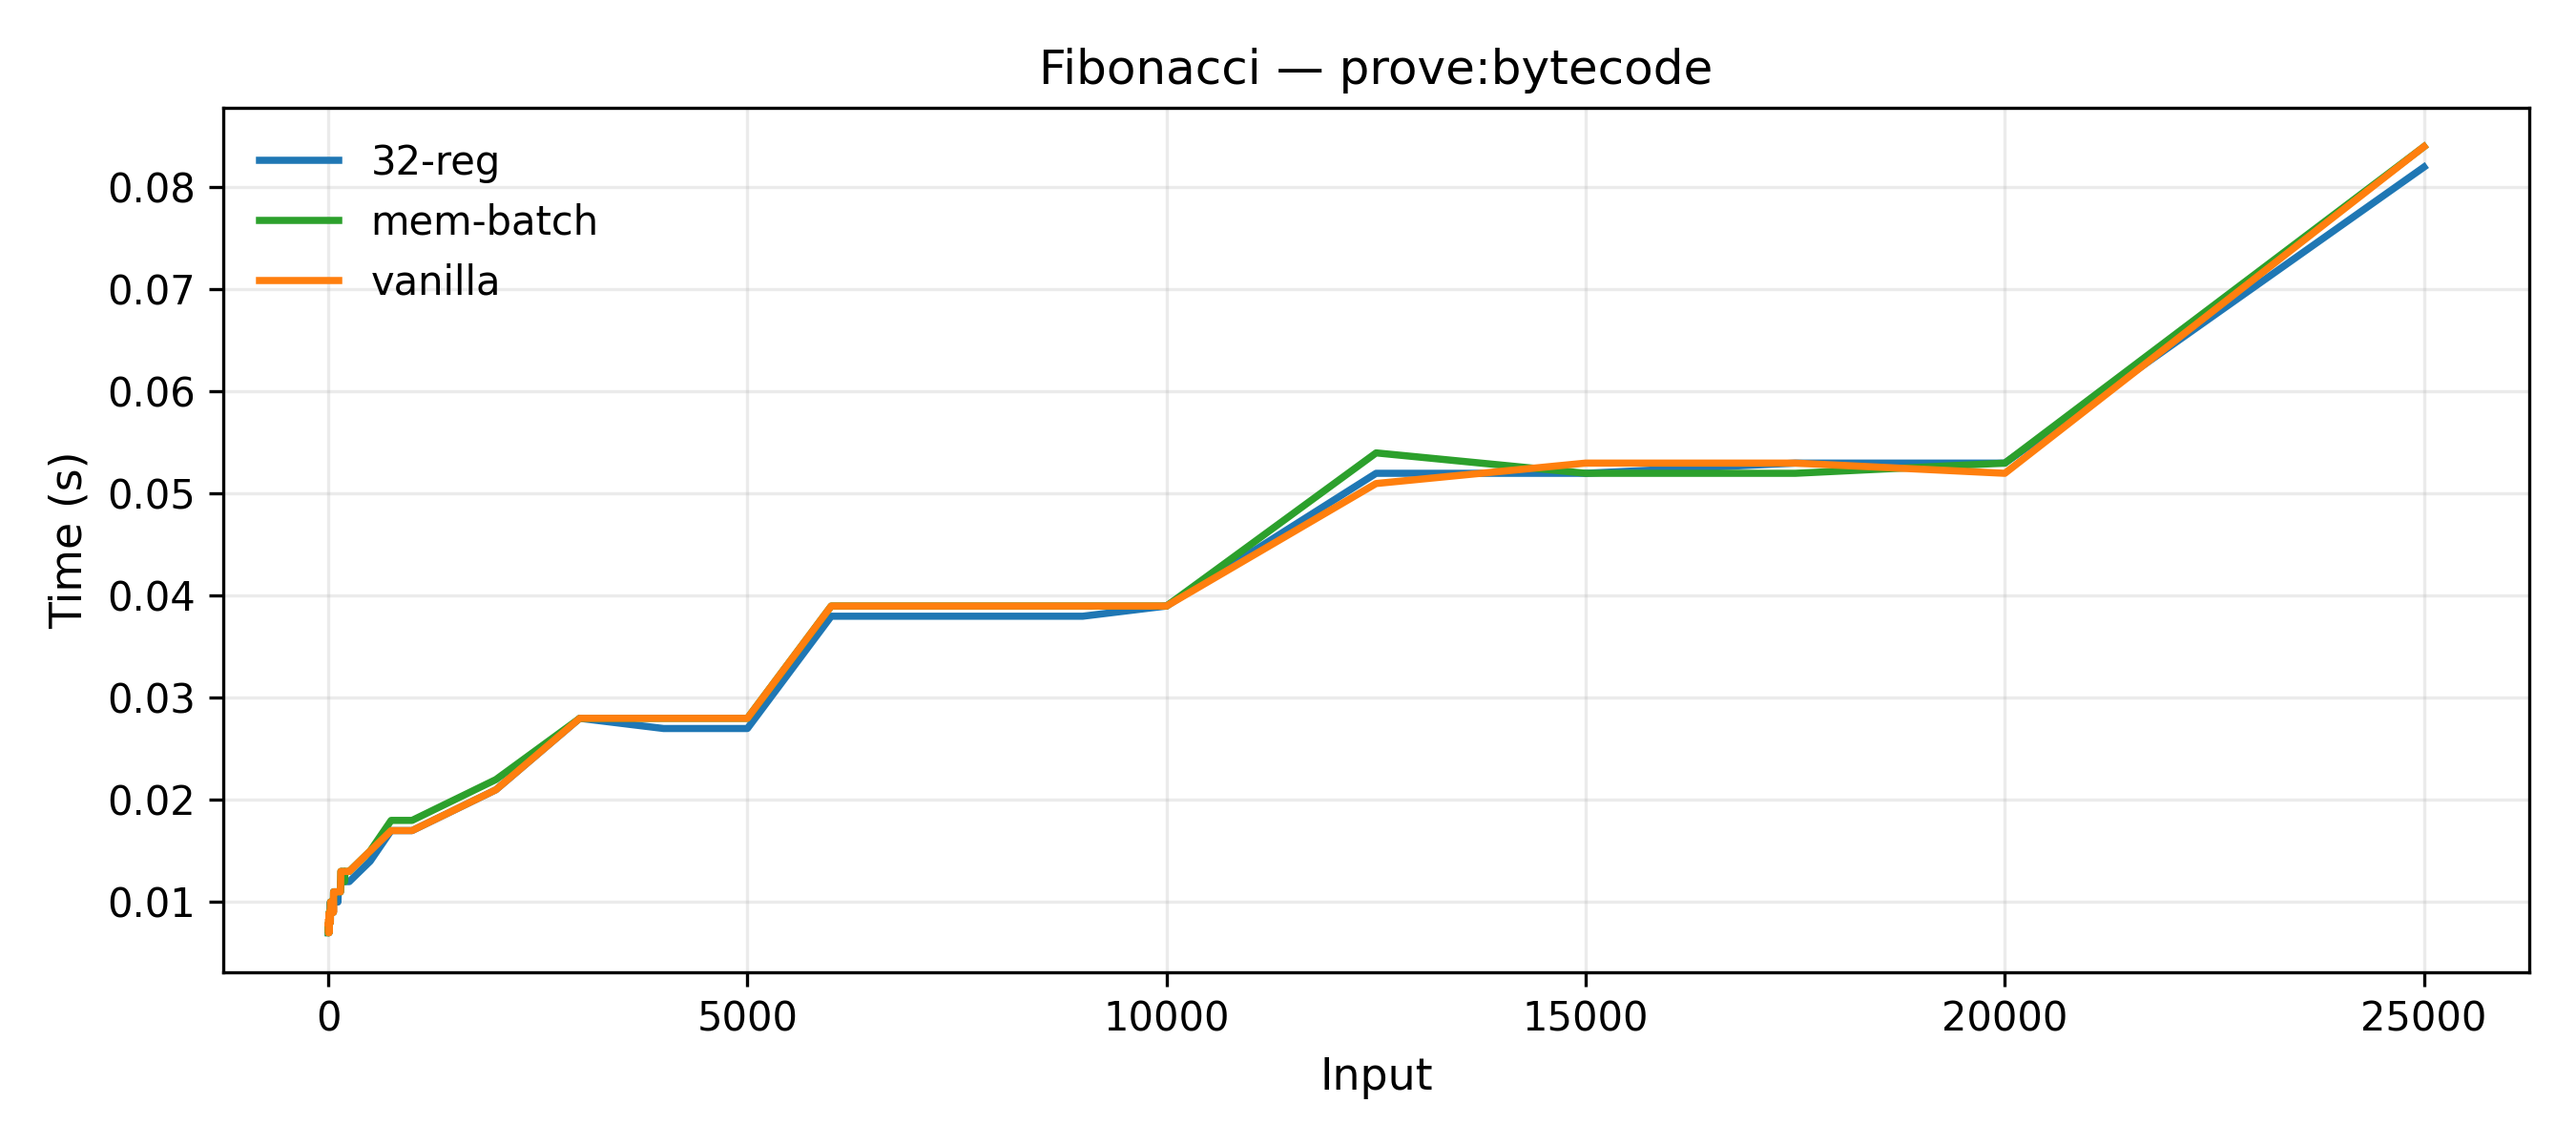 Fibonacci — prove:bytecode
32-reg
mem-batch
vanilla
Time (s)
0.08
0.07
0.06
0.05
0.04
0.03
0.02
0.01
0 5000 10000 15000 20000 25000
Input